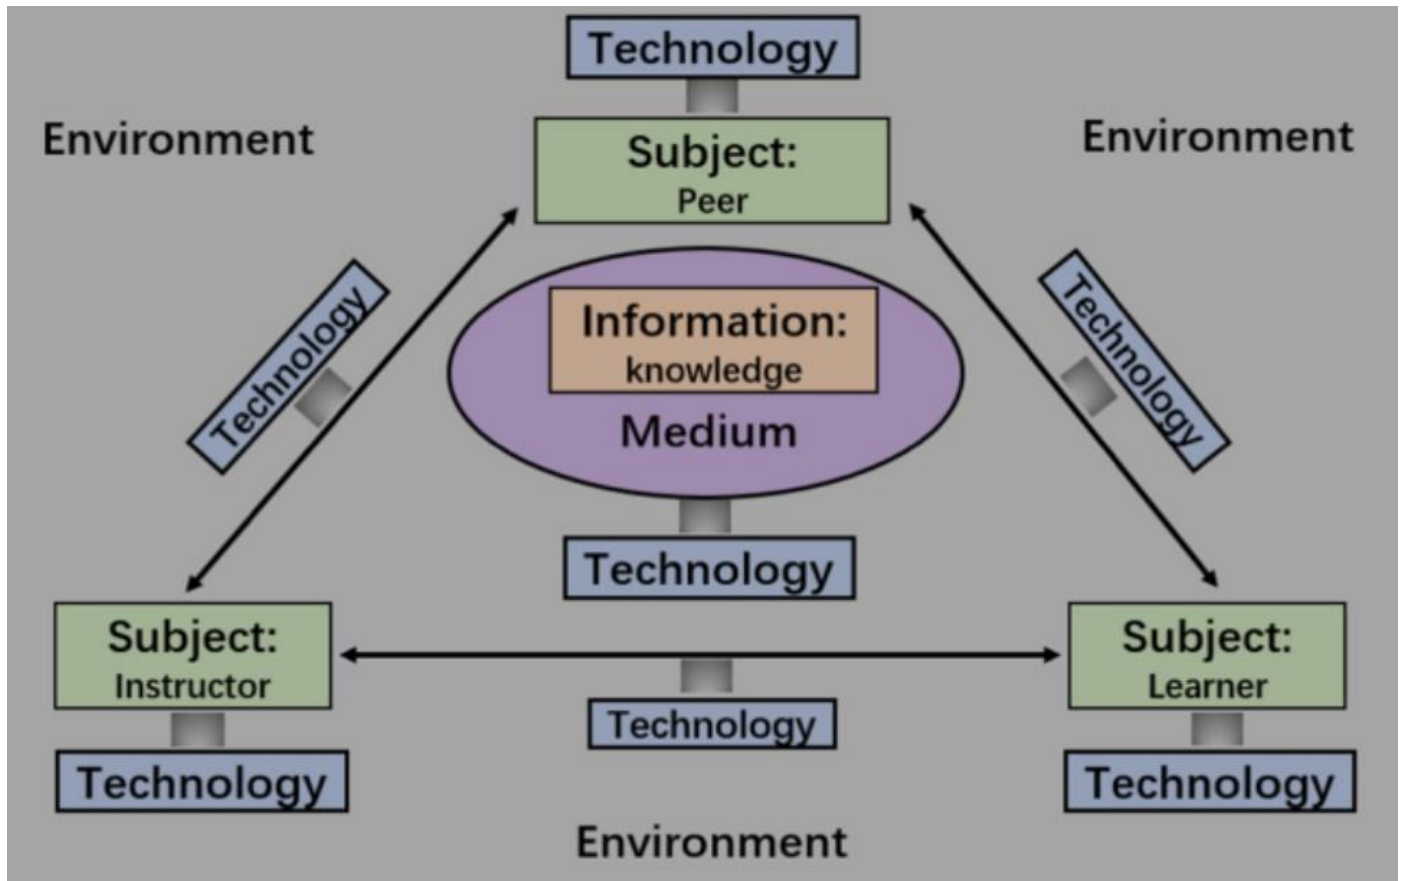 Technology
Environment
Environment
Subject:
Peer
Technology
Technology
Information:
knowledge
Medium
Technology
Subject:
Instructor
Subject:
Learner
Technology
Technology
Technology
Environment